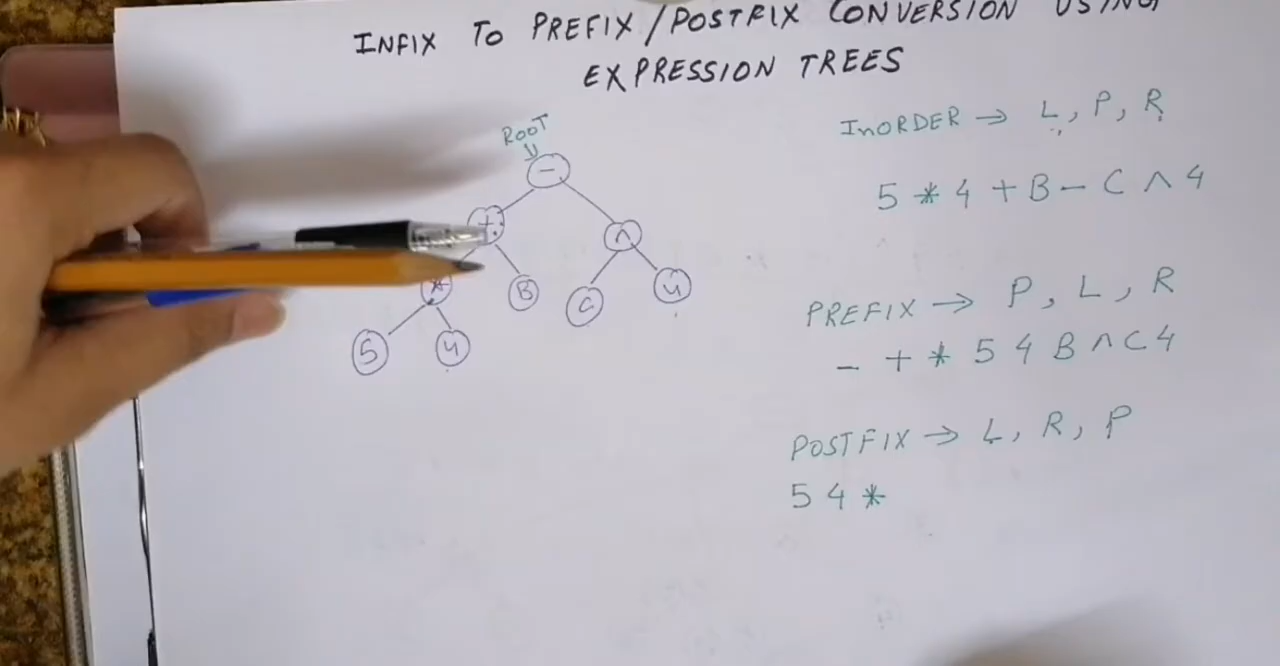 INFIX TO PREFIX/POSTFIX CONVERSION USING
EXPRESSION TREES
ROOT
InORDER → L, P, R
-
5 * 4 + B - C ^ 4
+
^
*
B
C
4
PREFIX → P, L, R
5
4
- + * 5 4 B ^ C 4
POSTFIX → L, R, P
5 4 *